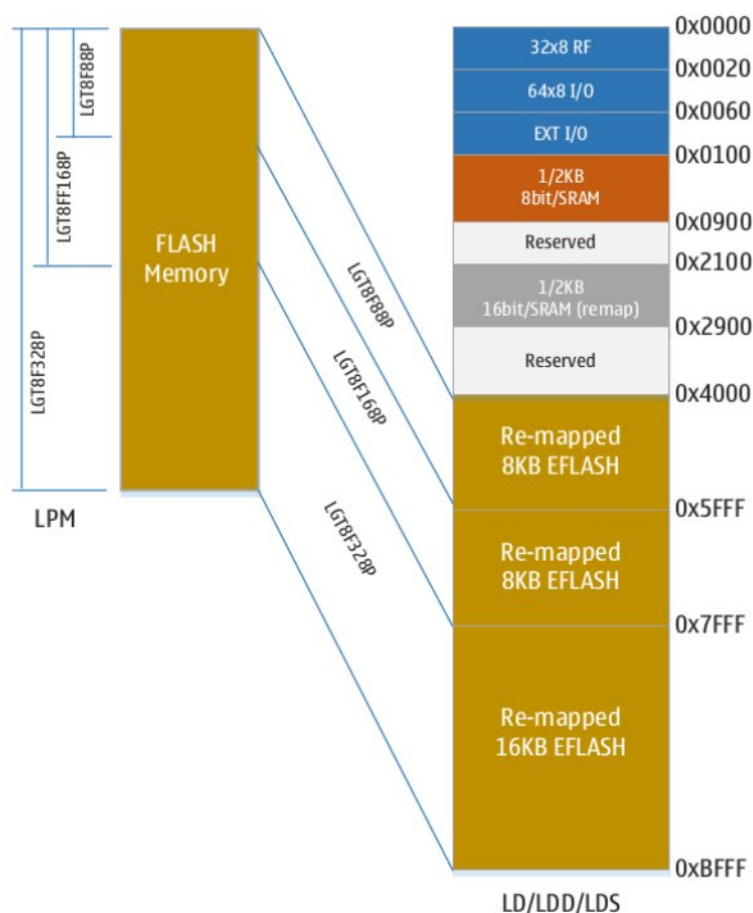 LGT8F88P
LGT8FF168P
LGT8F328P
FLASH
Memory
LPM
LGT8F88P
LGT8F168P
LGT8F328P
0x0000
32x8 RF
0x0020
64x8 I/O
0x0060
EXT I/O
0x0100
1/2KB
8bit/SRAM
0x0900
Reserved
0x2100
1/2KB
16bit/SRAM (remap)
0x2900
Reserved
0x4000
Re-mapped
8KB EFLASH
0x5FFF
Re-mapped
8KB EFLASH
0x7FFF
Re-mapped
16KB EFLASH
0xBFFF
LD/LDD/LDS